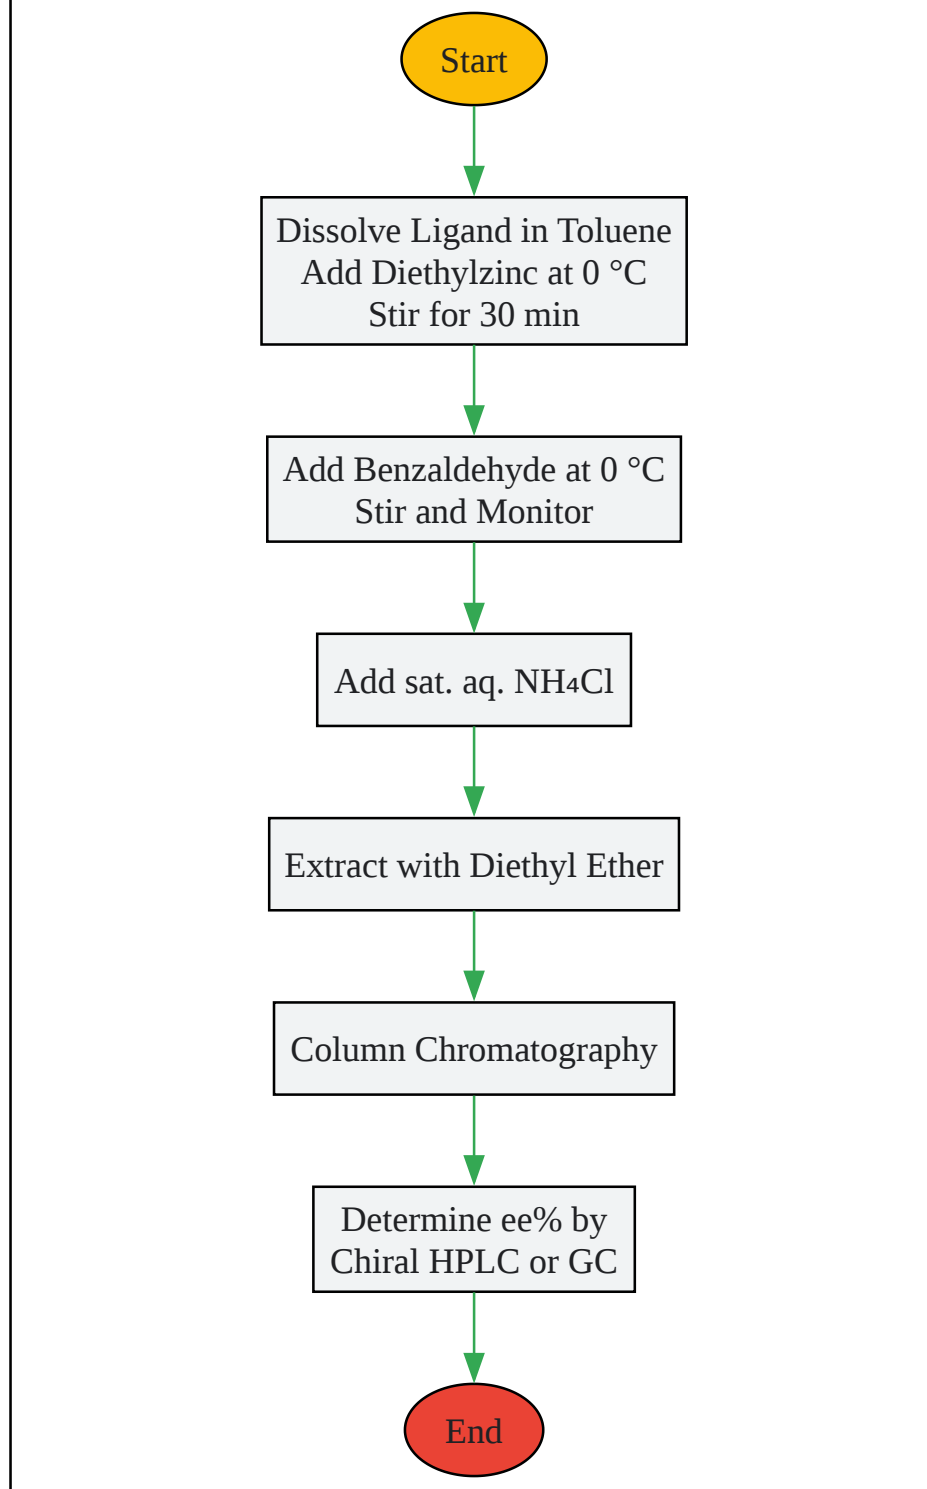 Start
Dissolve Ligand in Toluene
Add Diethylzinc at 0 °C
Stir for 30 min
Add Benzaldehyde at 0 °C
Stir and Monitor
Add sat. aq. NH₄Cl
Extract with Diethyl Ether
Column Chromatography
Determine ee% by
Chiral HPLC or GC
End